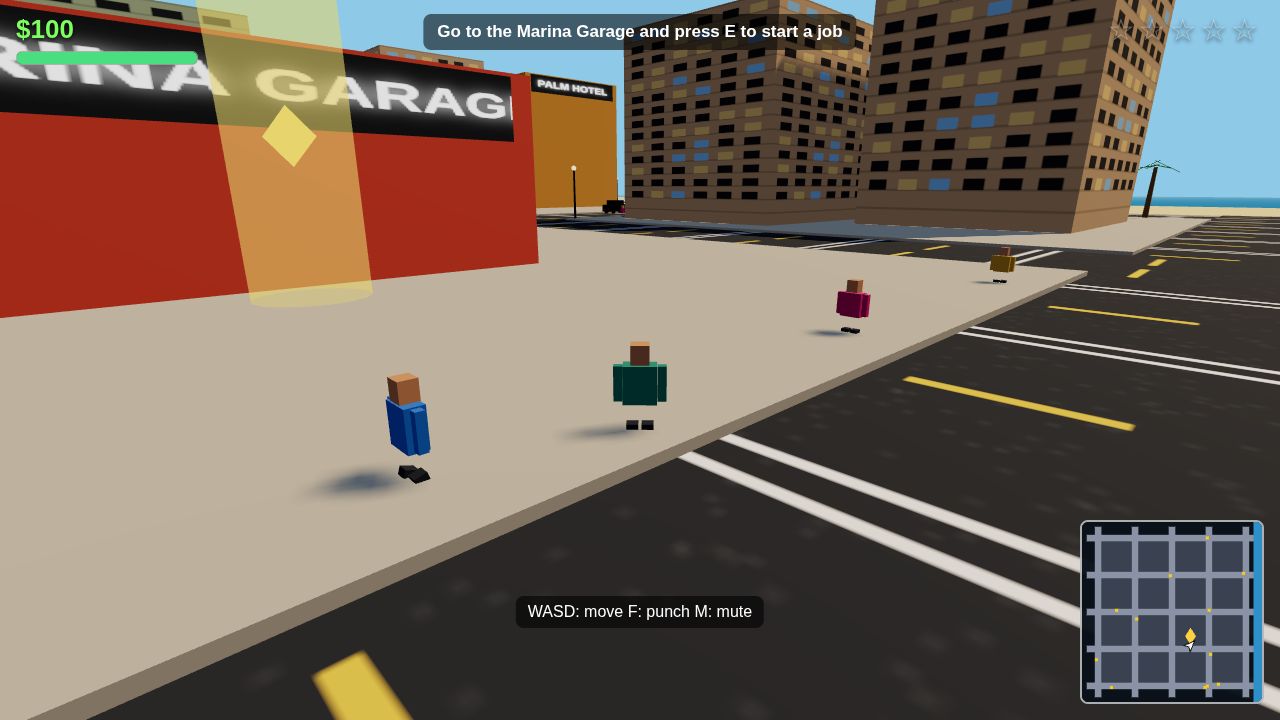 $100
Go to the Marina Garage and press E to start a job
RINA GARAGE
PALM HOTEL
WASD: move F: punch M: mute